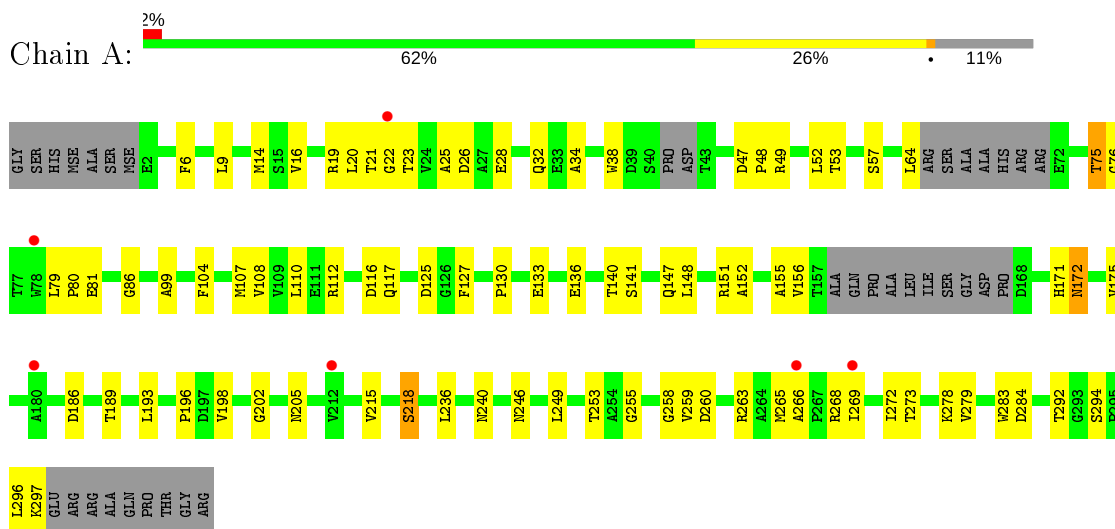 2%
Chain A:
62% 26% • 11%
GLY SER HIS MSE ALA SER MSE E2 F6 L9 M14 S15 V16 R19 L20 T21 G22 T23 V24 A25 D26 A27 E28 Q32 E33 A34 W38 D39 S40 PRO ASP T43 D47 P48 R49 L52 T53 S57 L64 ARG SER ALA ALA HIS ARG ARG E72 T75 G76
T77 W78 L79 P80 E81 G86 A99 F104 M107 V108 V109 L110 E111 R112 D116 Q117 D125 G126 F127 P130 E133 E136 T140 S141 Q147 L148 R151 A152 A155 V156 T157 ALA GLN PRO ALA LEU ILE SER GLY ASP PRO D168 H171 N172 V175
A180 D186 T189 L193 P196 D197 V198 G202 N205 V212 V215 S218 L236 N240 N246 L249 T253 A254 G255 G258 V259 D260 R263 A264 M265 A266 P267 R268 I269 I272 T273 K278 V279 W283 D284 T292 G293 S294
L296 K297 GLU ARG ARG ALA GLN PRO THR GLY ARG